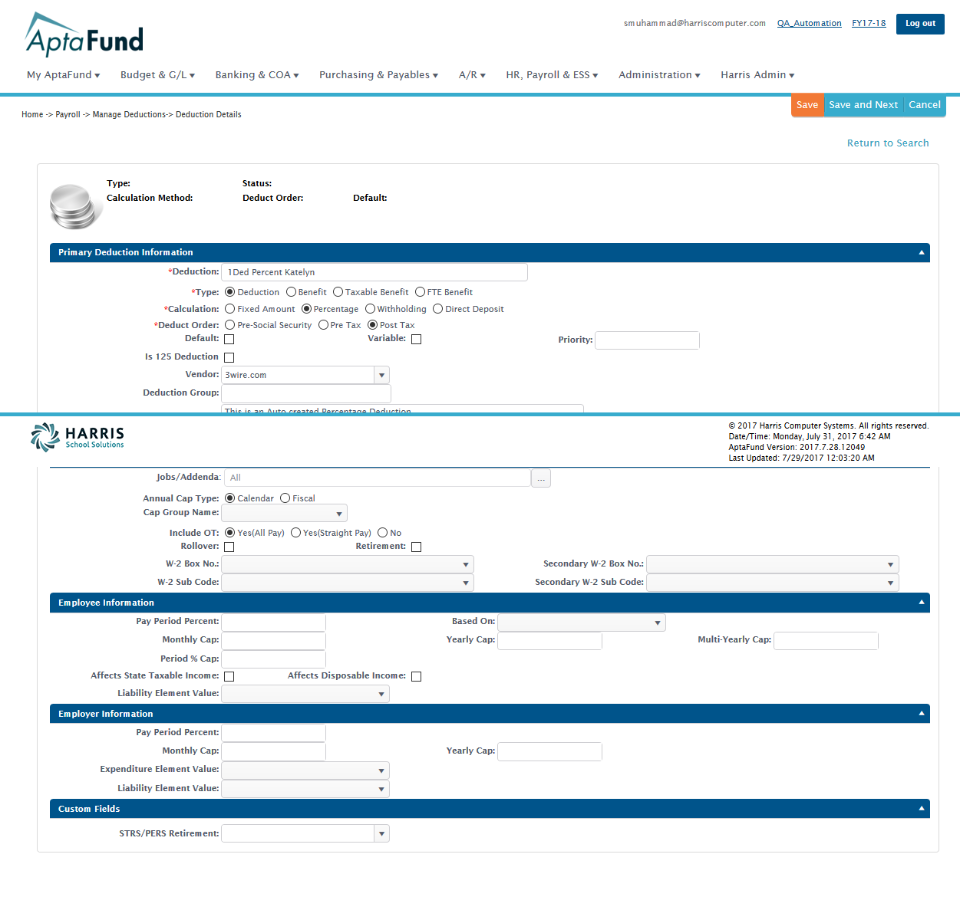 AptaFund
smuhammad@harriscomputer.com QA_Automation FY17-18 Log out
My AptaFund Budget & G/L Banking & COA Purchasing & Payables A/R HR, Payroll & ESS Administration Harris Admin
Save Save and Next Cancel
Home -> Payroll -> Manage Deductions-> Deduction Details
Return to Search
Type: Status:
Calculation Method: Deduct Order: Default:
Primary Deduction Information
*Deduction: 1Ded Percent Katelyn
*Type: Deduction Benefit Taxable Benefit FTE Benefit
*Calculation: Fixed Amount Percentage Withholding Direct Deposit
*Deduct Order: Pre-Social Security Pre Tax Post Tax
Default: Variable: Priority:
Is 125 Deduction
Vendor: 3wire.com
Deduction Group:
This is an Auto created Percentage Deduction
HARRIS
School Solutions
© 2017 Harris Computer Systems. All rights reserved.
Date/Time: Monday, July 31, 2017 6:42 AM
AptaFund Version: 2017.7.28.12049
Last Updated: 7/29/2017 12:03:20 AM
Jobs/Addenda: All ...
Annual Cap Type: Calendar Fiscal
Cap Group Name:
Include OT: Yes(All Pay) Yes(Straight Pay) No
Rollover: Retirement:
W-2 Box No.: Secondary W-2 Box No.:
W-2 Sub Code: Secondary W-2 Sub Code:
Employee Information
Pay Period Percent: Based On:
Monthly Cap: Yearly Cap: Multi-Yearly Cap:
Period % Cap:
Affects State Taxable Income: Affects Disposable Income:
Liability Element Value:
Employer Information
Pay Period Percent:
Monthly Cap: Yearly Cap:
Expenditure Element Value:
Liability Element Value:
Custom Fields
STRS/PERS Retirement: